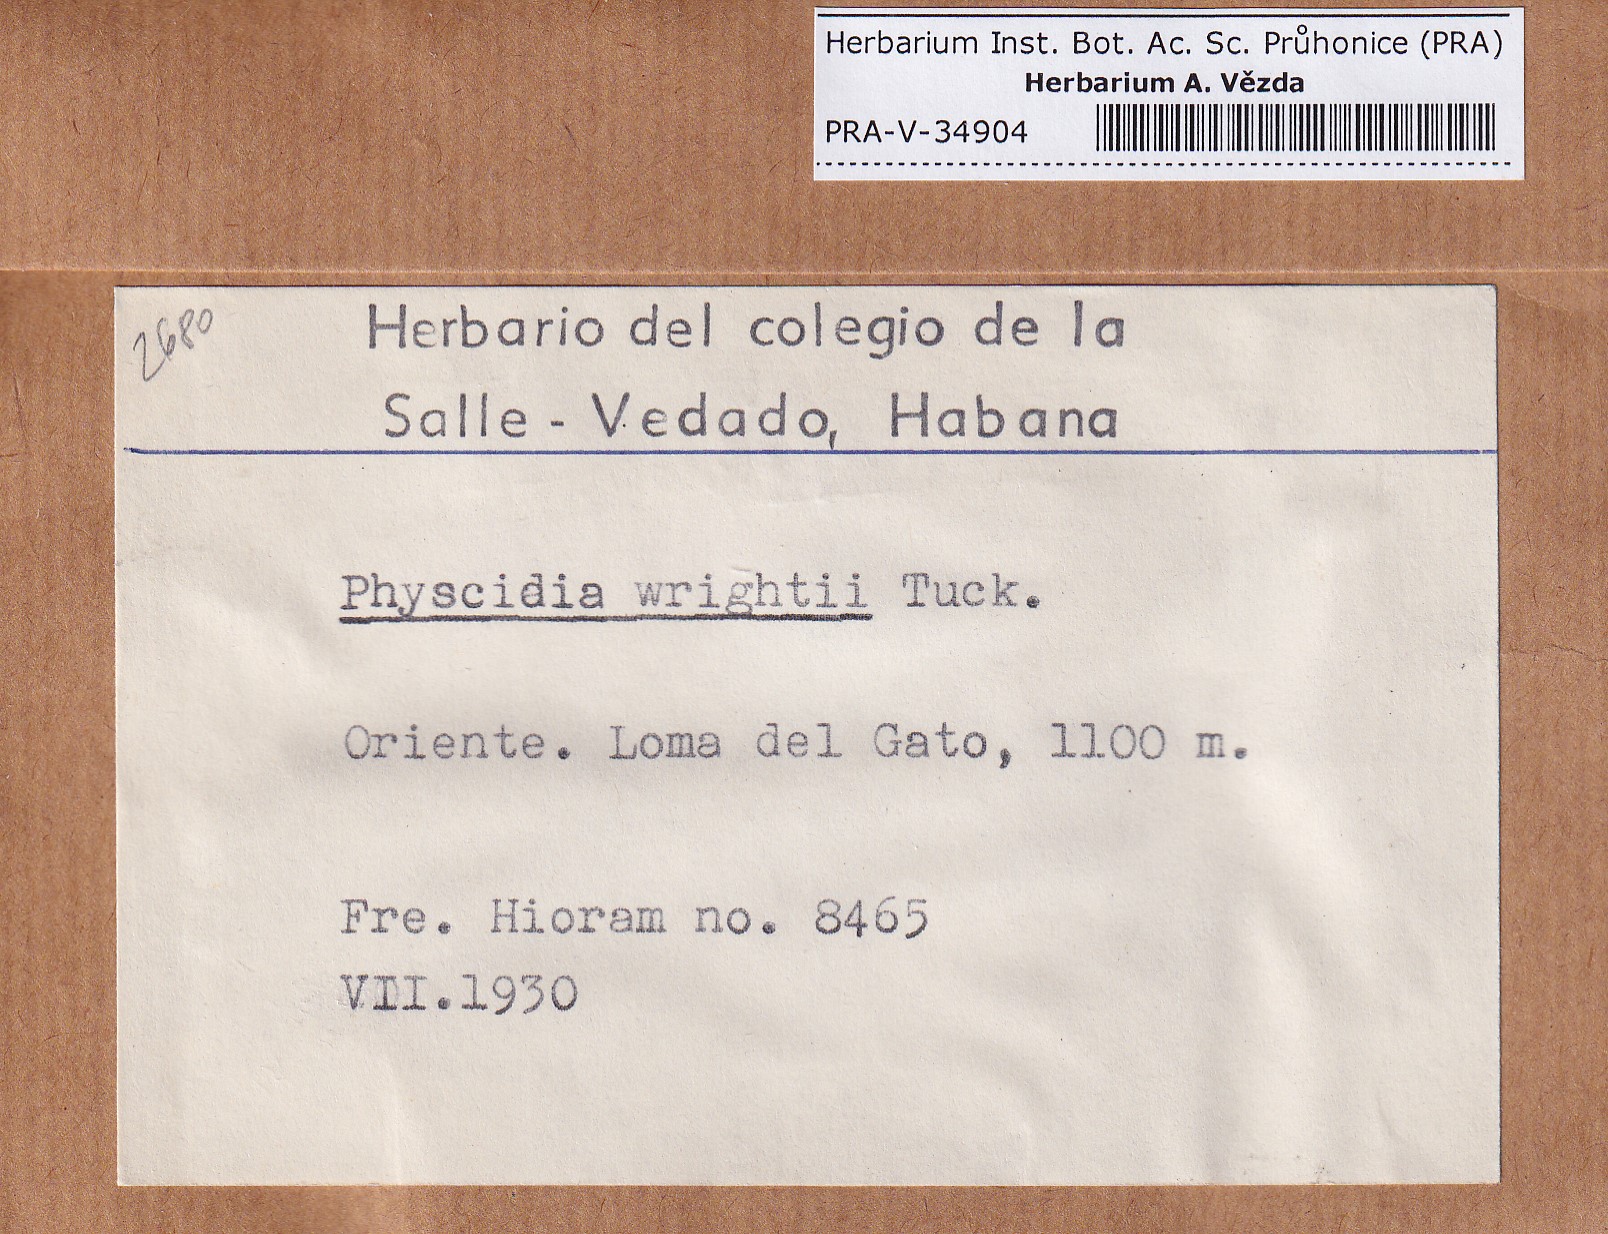 Herbarium Inst. Bot. Ac. Sc. Průhonice (PRA)
Herbarium A. Vězda
PRA-V-34904
2680
Herbario del colegio de la
Salle - Vedado, Habana
Physcidia wrightii Tuck.
Oriente. Loma del Gato, 1100 m.
Fre. Hioram no. 8465
VII.1930